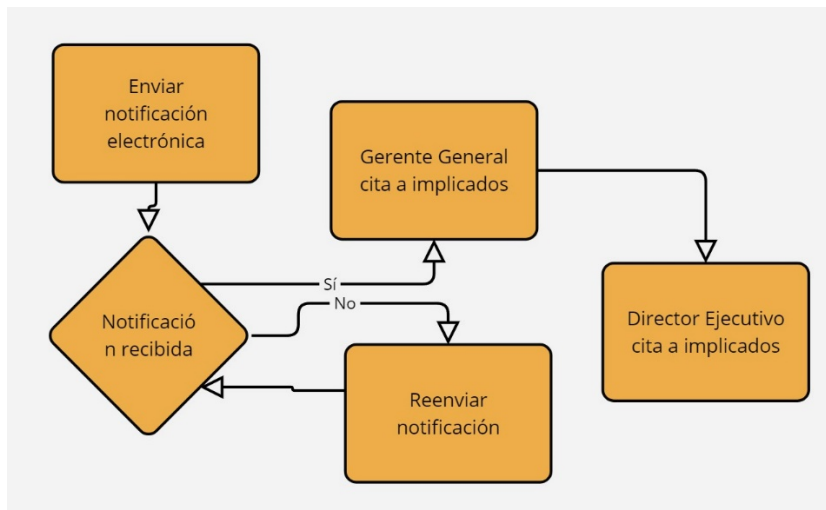 Enviar
notificación
electrónica
Gerente General
cita a implicados
Sí
No
Notificació
n recibida
Director Ejecutivo
cita a implicados
Reenviar
notificación